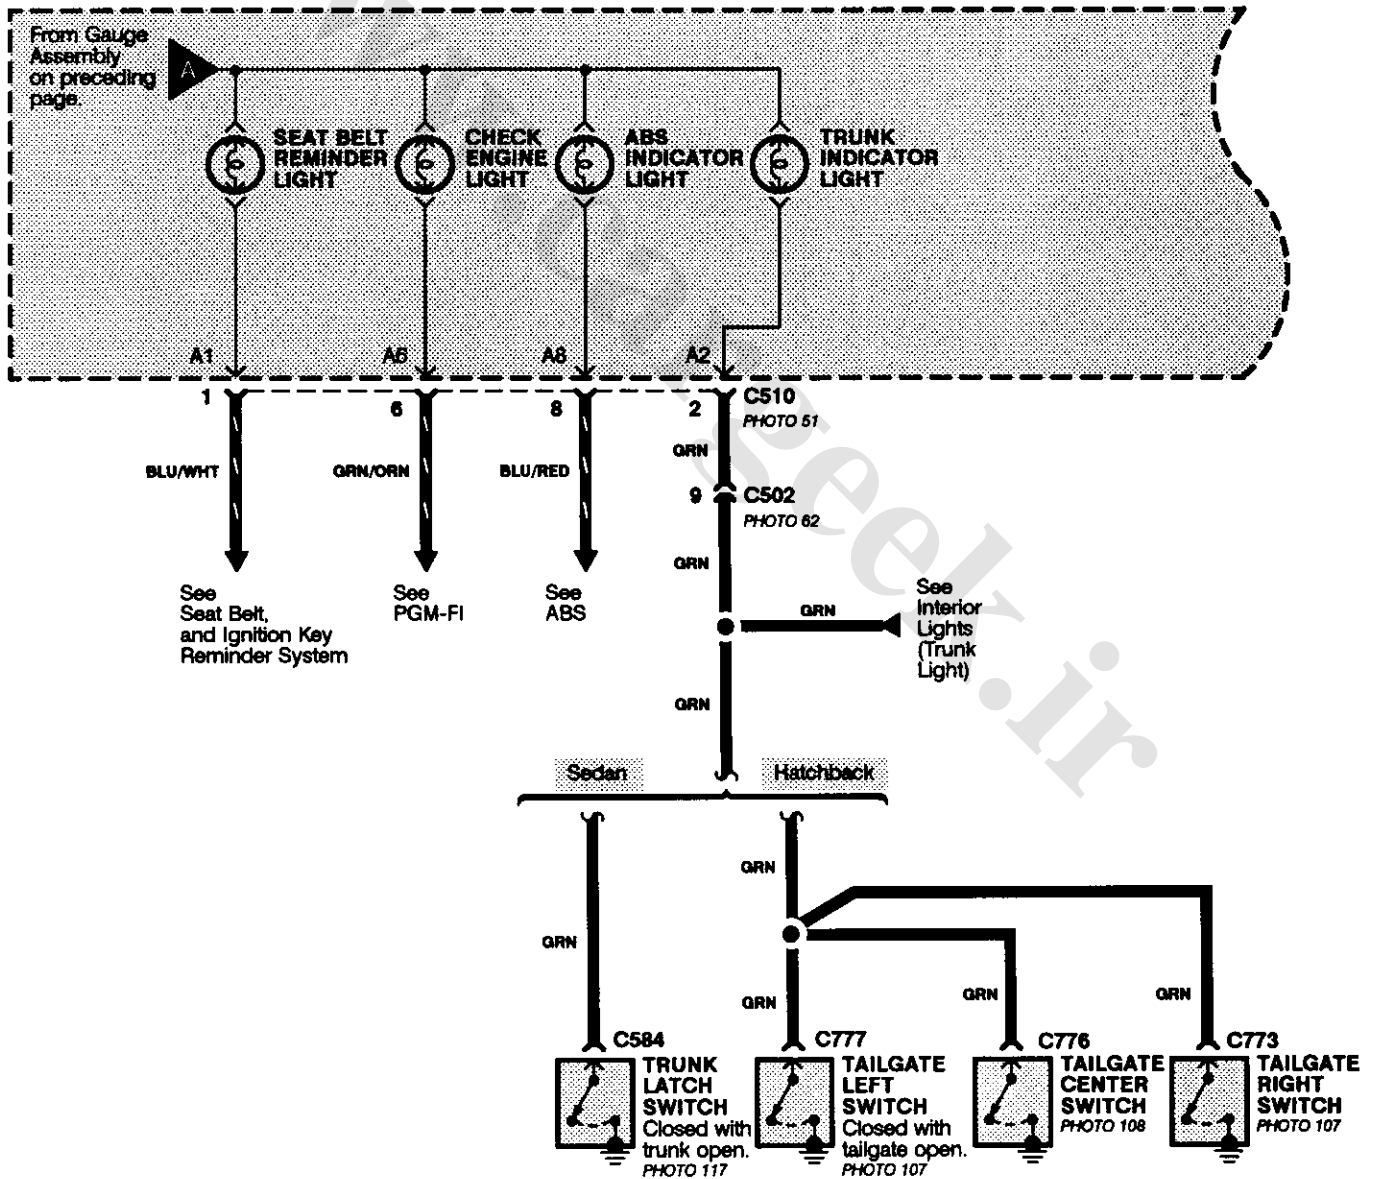 From Gauge
Assembly
on preceding
page.
A
SEAT BELT
REMINDER
LIGHT
CHECK
ENGINE
LIGHT
ABS
INDICATOR
LIGHT
TRUNK
INDICATOR
LIGHT
A1
A6
A8
A2
1
6
8
2
C510
PHOTO 51
BLU/WHT
GRN/ORN
BLU/RED
GRN
9
C502
PHOTO 62
GRN
See
Seat Belt,
and Ignition Key
Reminder System
See
PGM-FI
See
ABS
GRN
See
Interior
Lights
(Trunk
Light)
GRN
Sedan
Hatchback
GRN
GRN
GRN
GRN
GRN
C584
TRUNK
LATCH
SWITCH
Closed with
trunk open.
PHOTO 117
C777
TAILGATE
LEFT
SWITCH
Closed with
tailgate open.
PHOTO 107
C776
TAILGATE
CENTER
SWITCH
PHOTO 108
C773
TAILGATE
RIGHT
SWITCH
PHOTO 107